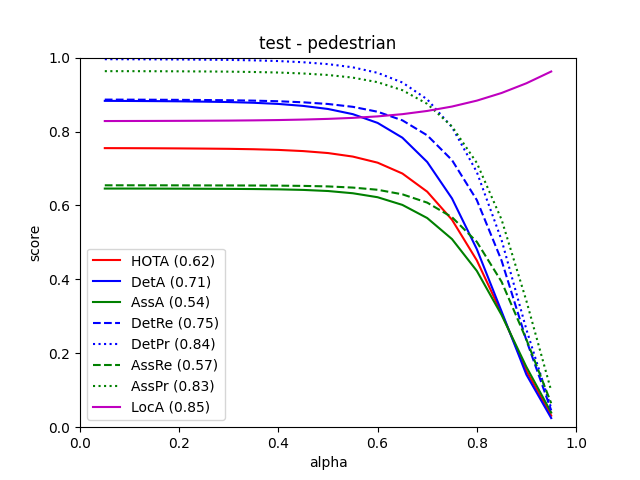 test - pedestrian
1.0
0.8
0.6
0.4
0.2
0.0
score
HOTA (0.62)
DetA (0.71)
AssA (0.54)
DetRe (0.75)
DetPr (0.84)
AssRe (0.57)
AssPr (0.83)
LocA (0.85)
0.0 0.2 0.4 0.6 0.8 1.0
alpha